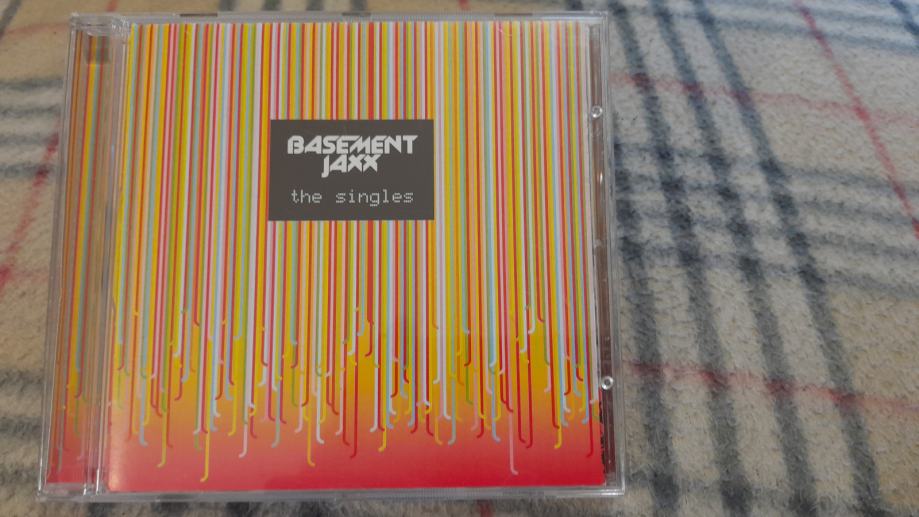 BASEMENT
JAXX
the singles